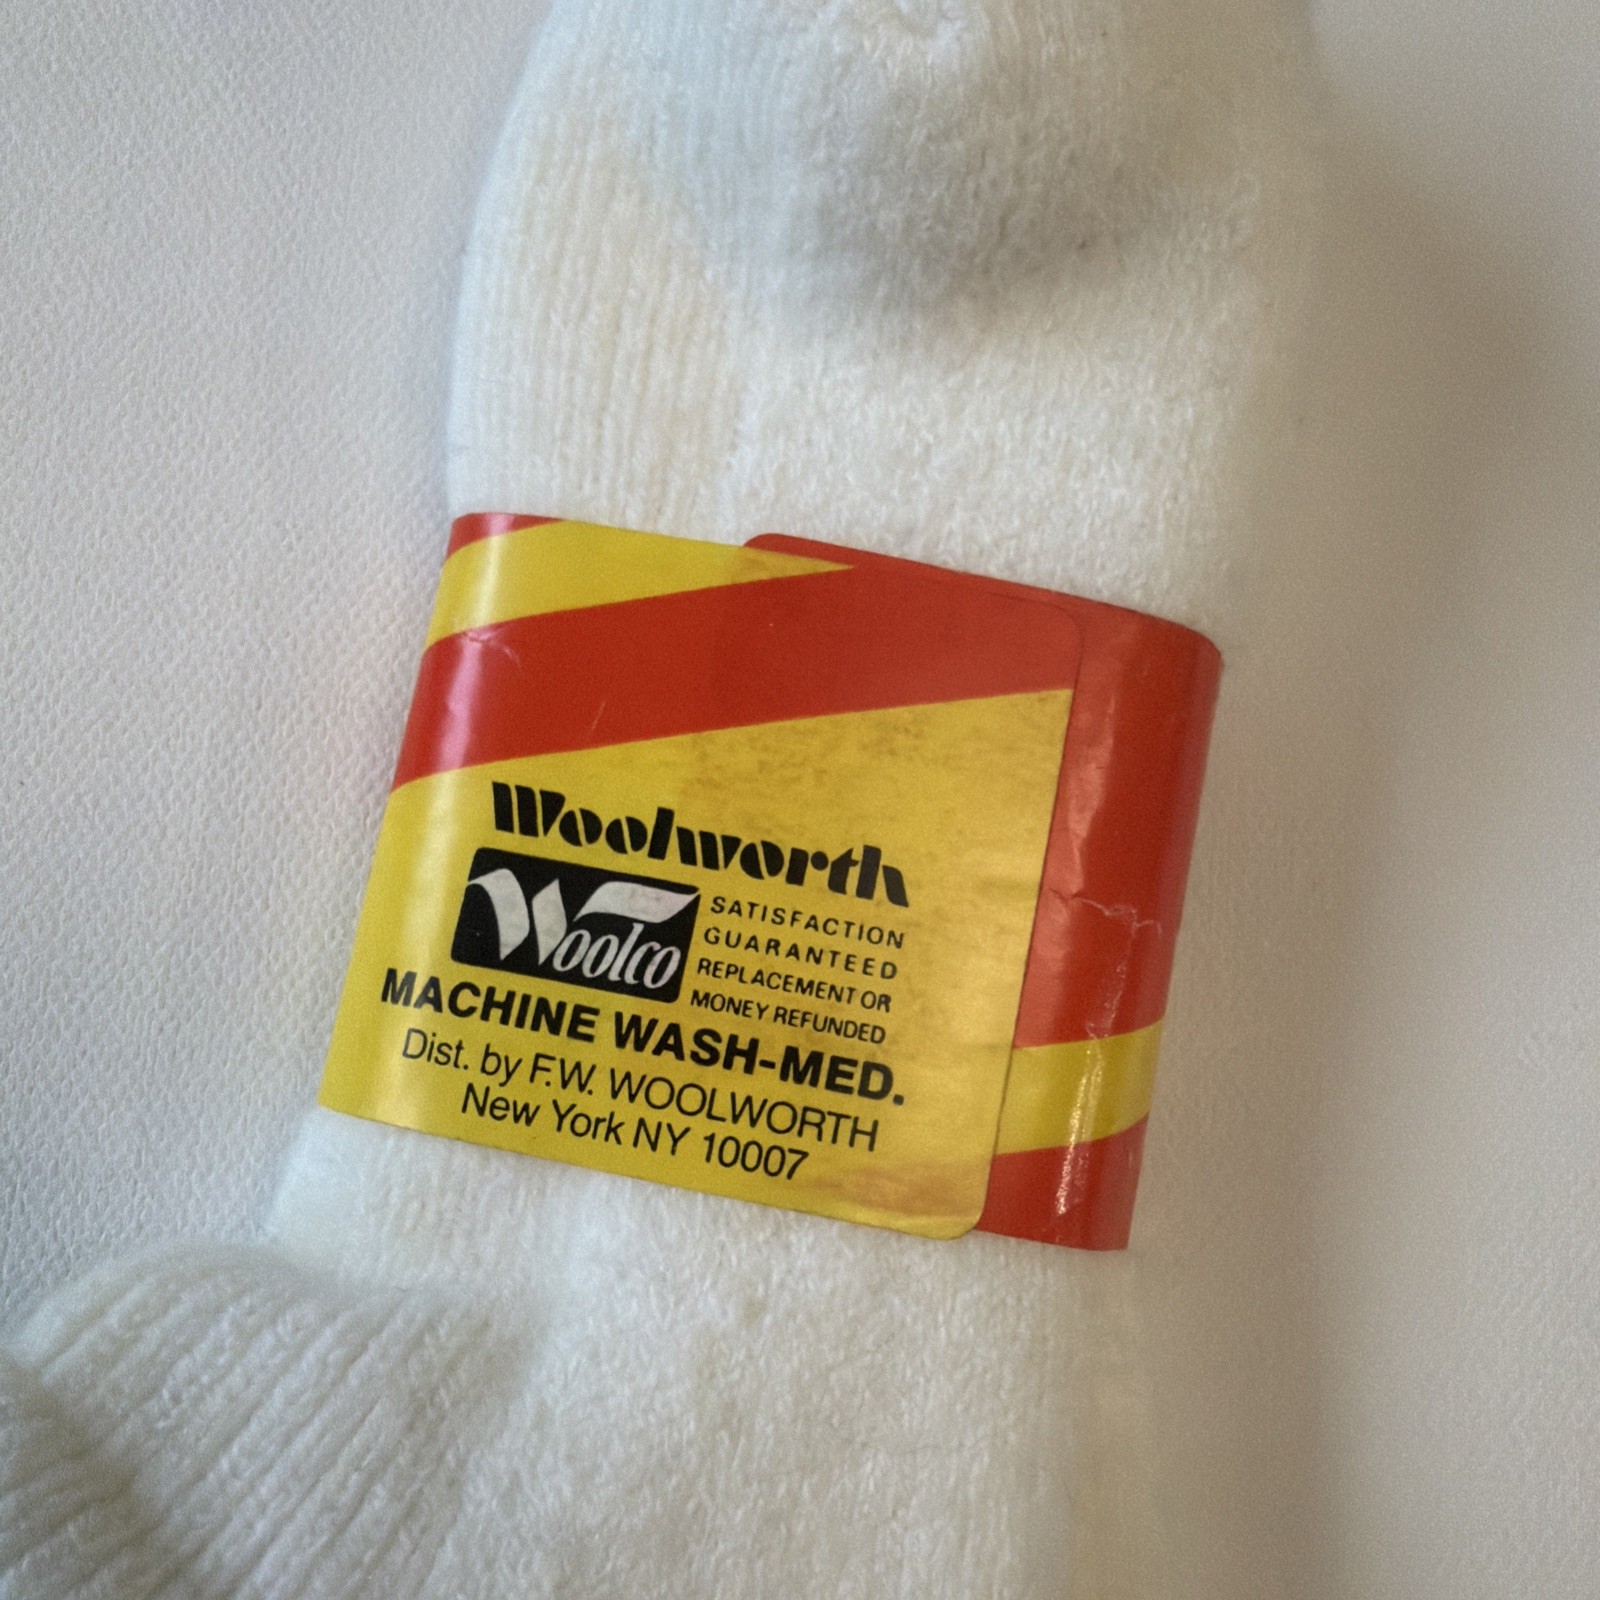 Woolworth
Woolco
SATISFACTION
GUARANTEED
REPLACEMENT OR
MONEY REFUNDED
MACHINE WASH-MED.
Dist. by F.W. WOOLWORTH
New York NY 10007